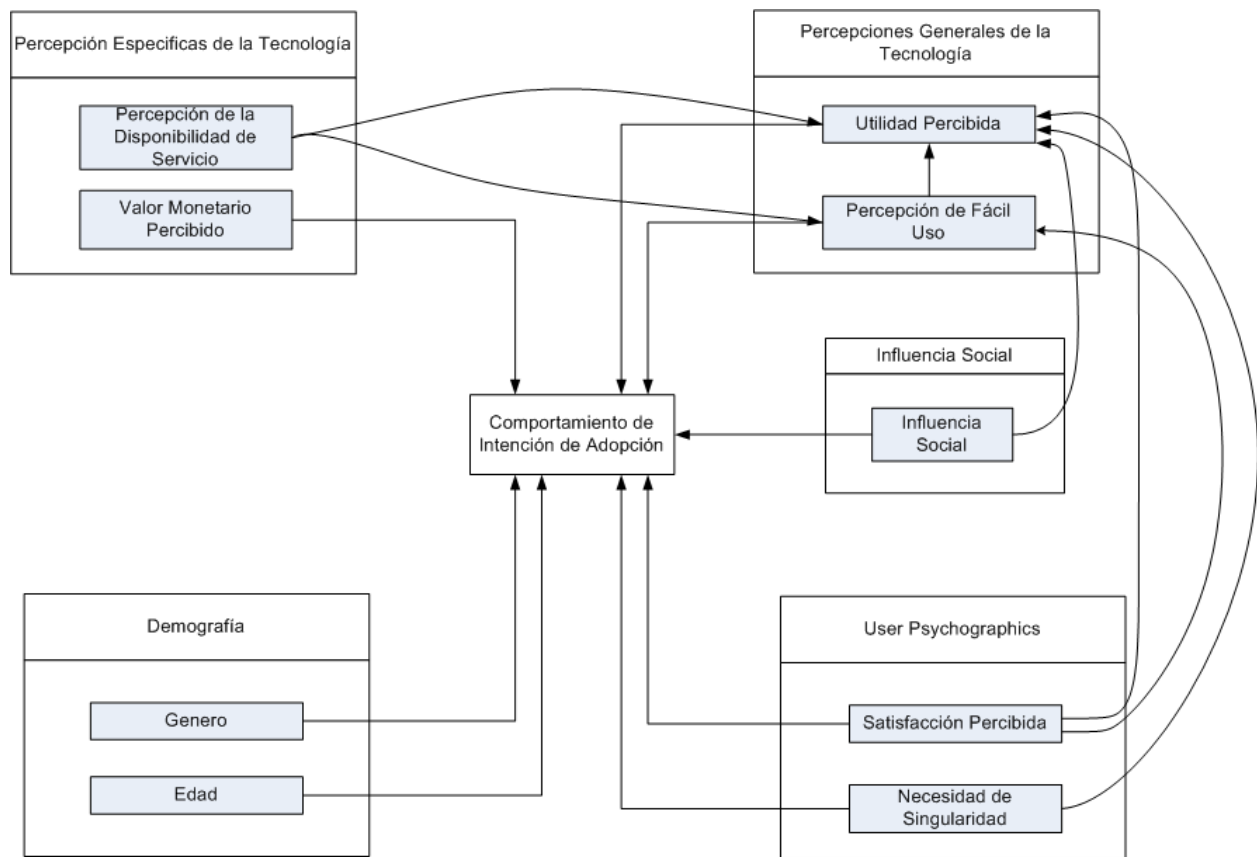 Percepción Especificas de la Tecnología
Percepción de la
Disponibilidad de
Servicio
Valor Monetario
Percibido
Percepciones Generales de la
Tecnología
Utilidad Percibida
Percepción de Fácil
Uso
Influencia Social
Influencia
Social
Comportamiento de
Intención de Adopción
Demografía
Genero
Edad
User Psychographics
Satisfacción Percibida
Necesidad de
Singularidad